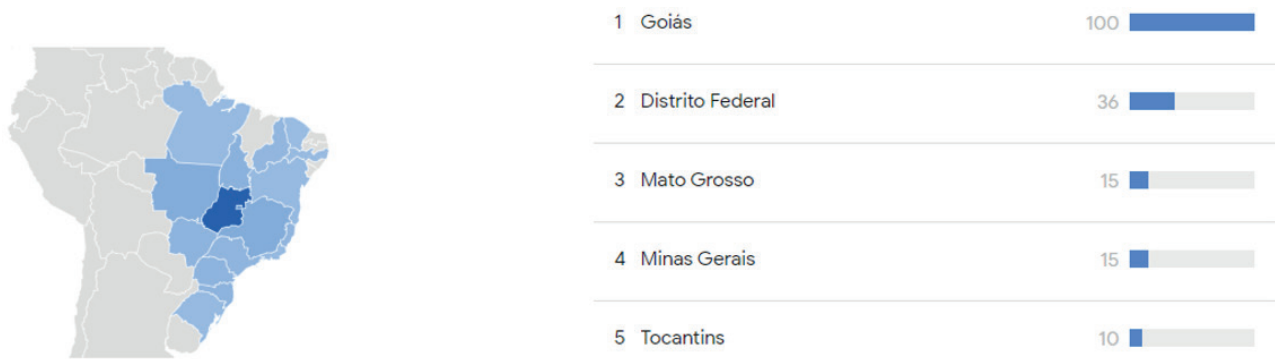 1 Goiás 100
2 Distrito Federal 36
3 Mato Grosso 15
4 Minas Gerais 15
5 Tocantins 10